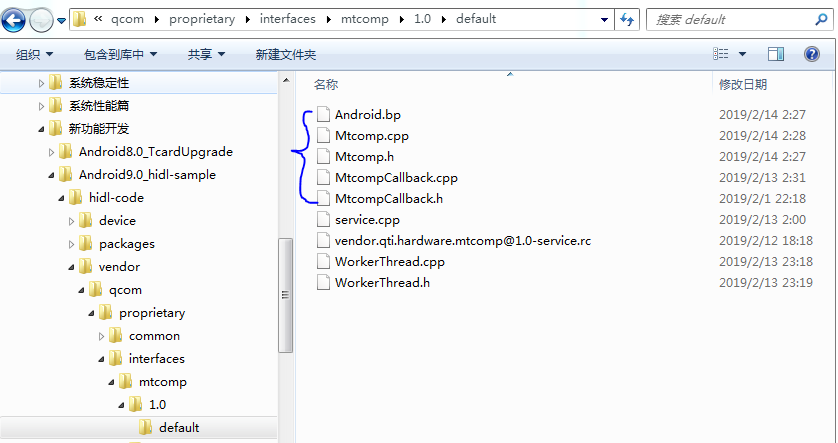 « qcom ▸ proprietary ▸ interfaces ▸ mtcomp ▸ 1.0 ▸ default
搜索 default
组织 包含到库中 共享 新建文件夹
名称 修改日期
系统稳定性
系统性能篇
新功能开发
Android8.0_TcardUpgrade
Android9.0_hidl-sample
hidl-code
device
packages
vendor
qcom
proprietary
common
interfaces
mtcomp
1.0
default
Android.bp 2019/2/14 2:27
Mtcomp.cpp 2019/2/14 2:28
Mtcomp.h 2019/2/14 2:27
MtcompCallback.cpp 2019/2/13 2:31
MtcompCallback.h 2019/2/1 22:18
service.cpp 2019/2/13 2:00
vendor.qti.hardware.mtcomp@1.0-service.rc 2019/2/12 18:18
WorkerThread.cpp 2019/2/13 23:18
WorkerThread.h 2019/2/13 23:19